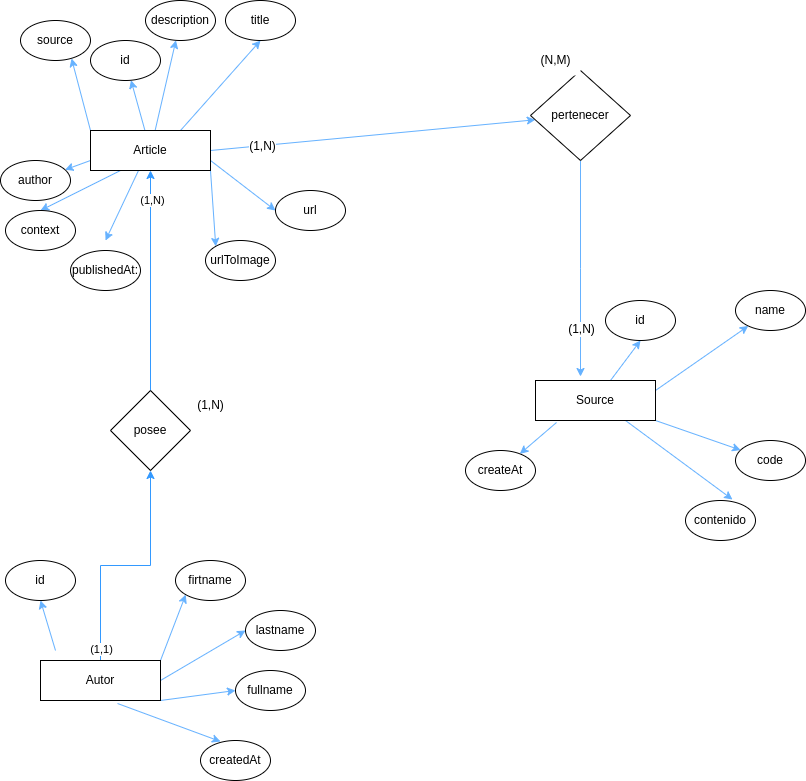 description
title
source
id
(N,M)
pertenecer
Article
(1,N)
author
(1,N)
url
context
publishedAt:
urlToImage
name
id
(1,N)
Source
(1,N)
posee
code
createAt
contenido
id
firtname
lastname
(1,1)
Autor
fullname
createdAt